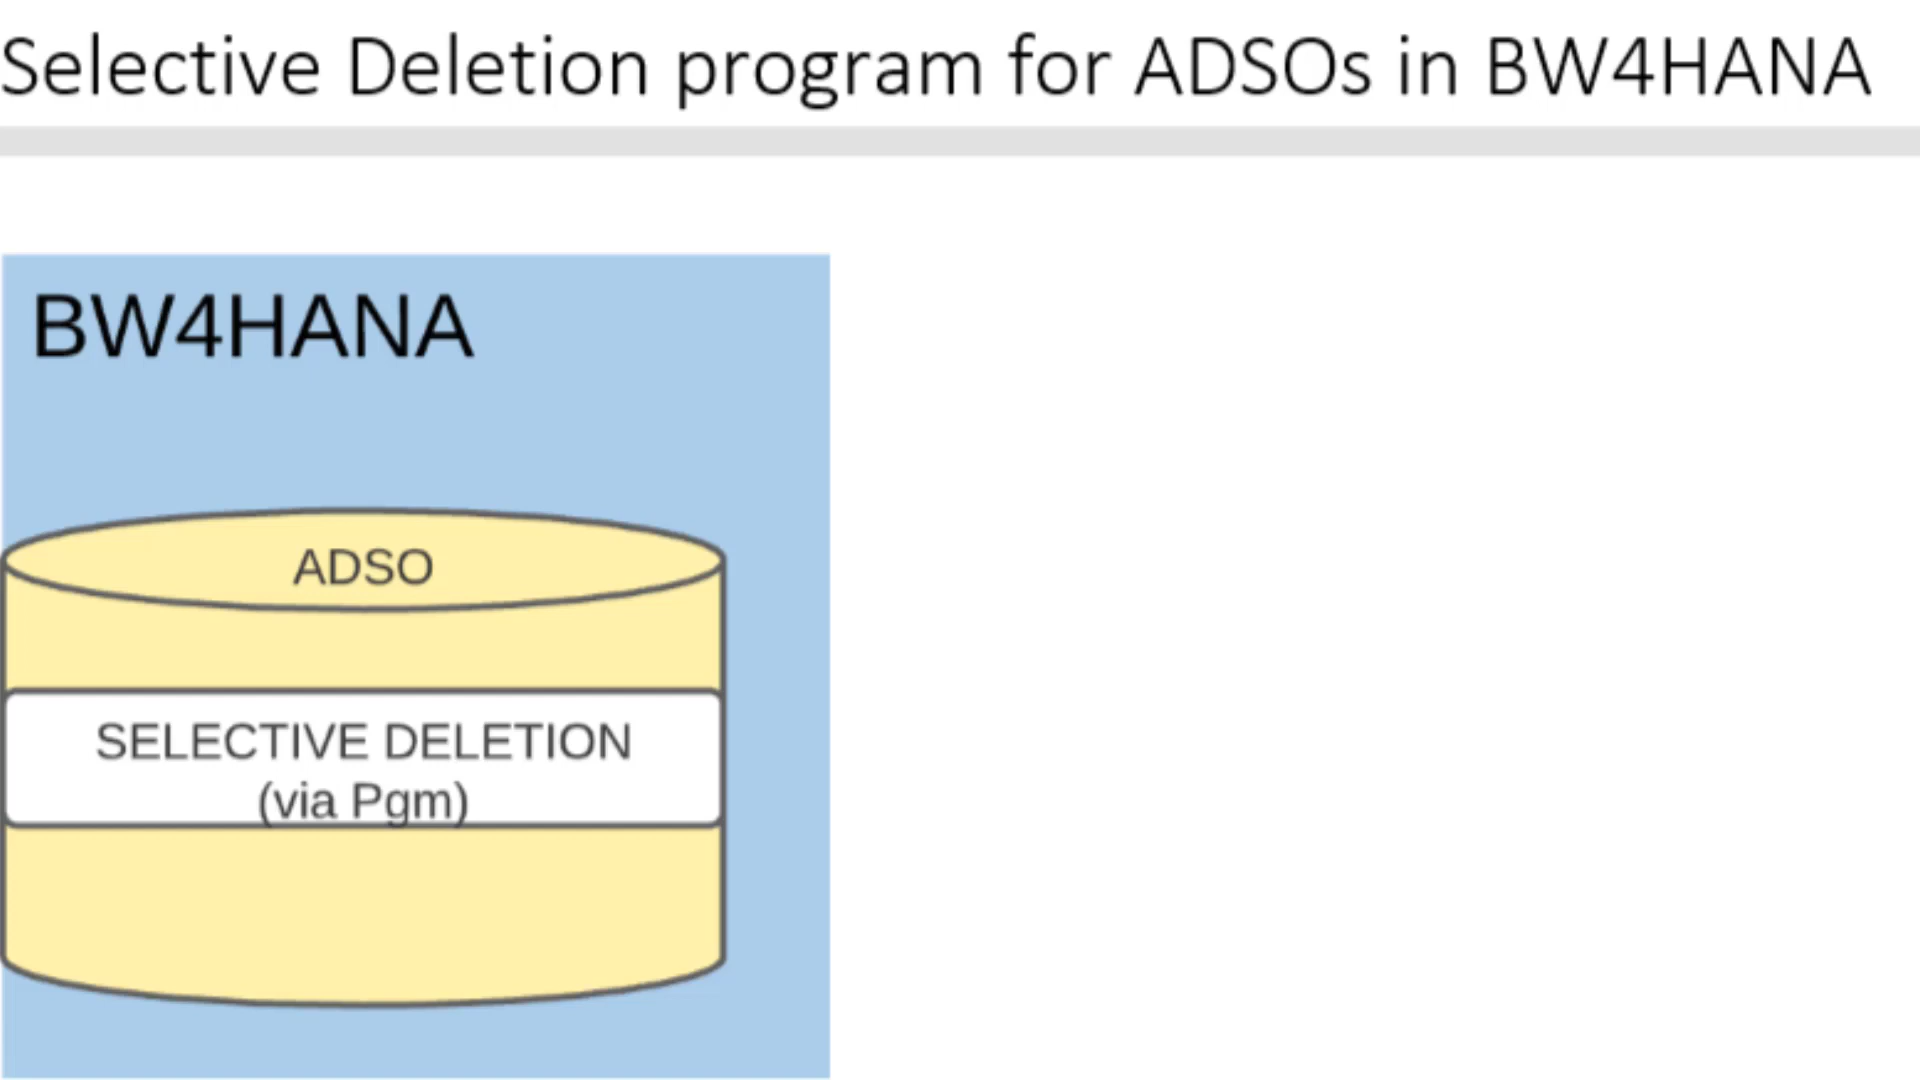 Selective Deletion program for ADSOs in BW4HANA
BW4HANA
ADSO
SELECTIVE DELETION
(via Pgm)